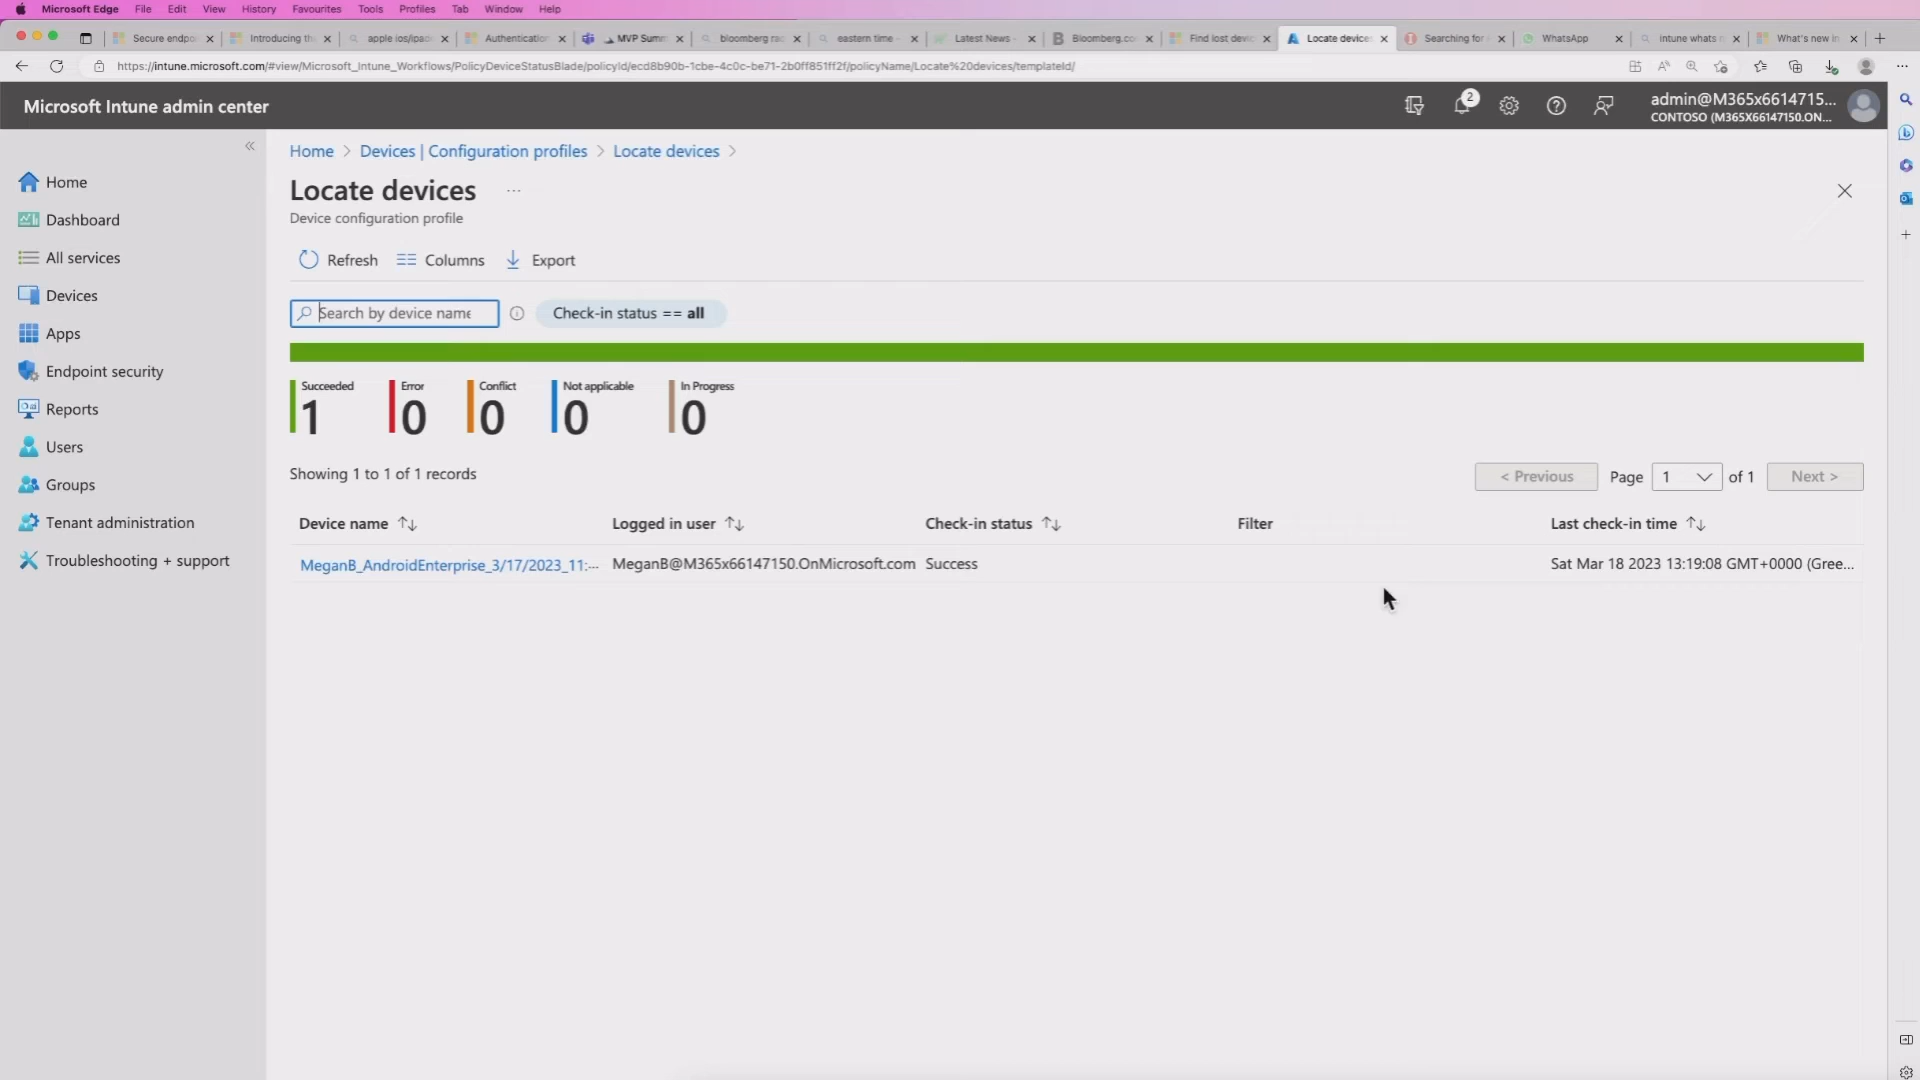 Microsoft Edge File Edit View History Favourites Tools Profiles Tab Window Help
Secure endpo Introducing th apple ios/ipad Authentication MVP Summ bloomberg ra eastern time - Latest News - Bloomberg.co Find lost devi Locate device Searching for WhatsApp intune whats n What's new in
https://intune.microsoft.com/#view/Microsoft_Intune_Workflows/PolicyDeviceStatusBlade/policyId/ecd8b90b-1cbe-4c0c-be71-2b0ff851ff2f/policyName/Locate%20devices/templateId/
Microsoft Intune admin center
2
admin@M365x6614715...
CONTOSO (M365X66147150.ON...
Home > Devices | Configuration profiles > Locate devices >
Locate devices ...
Device configuration profile
Home
Dashboard
All services
Devices
Apps
Endpoint security
Reports
Users
Groups
Tenant administration
Troubleshooting + support
Refresh Columns Export
Search by device name Check-in status == all
Succeeded Error Conflict Not applicable In Progress
1 0 0 0 0
Showing 1 to 1 of 1 records
< Previous Page 1 of 1 Next >
Device name Logged in user Check-in status Filter Last check-in time
MeganB_AndroidEnterprise_3/17/2023_11:... MeganB@M365x66147150.OnMicrosoft.com Success Sat Mar 18 2023 13:19:08 GMT+0000 (Gree...